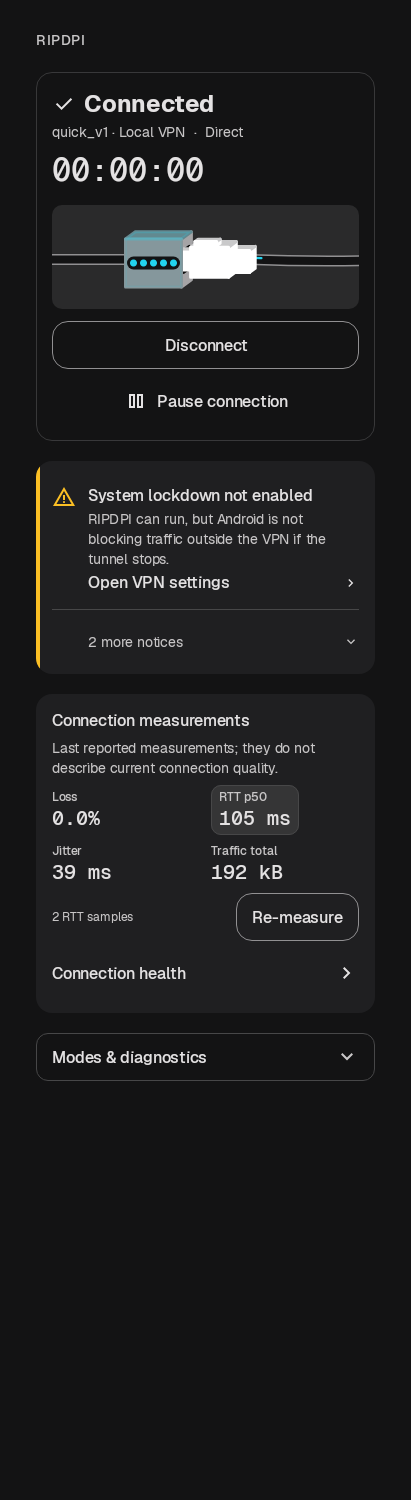 RIPDPI
Connected
quick_v1 · Local VPN · Direct
00:00:00
Disconnect
Pause connection
System lockdown not enabled
RIPDPI can run, but Android is not
blocking traffic outside the VPN if the
tunnel stops.
Open VPN settings
2 more notices
Connection measurements
Last reported measurements; they do not
describe current connection quality.
Loss
0.0%
RTT p50
105 ms
Jitter
39 ms
Traffic total
192 kB
2 RTT samples
Re-measure
Connection health
Modes & diagnostics